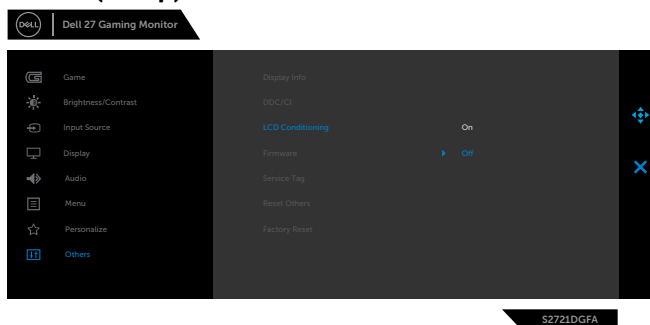 DELL
Dell 27 Gaming Monitor
Game
Display Info
Brightness/Contrast
DDC/CI
Input Source
LCD Conditioning On
Display
Firmware Off
Audio
Service Tag
Menu
Reset Others
Personalize
Factory Reset
Others
S2721DGFA